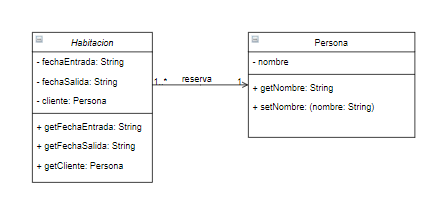 Habitacion
- fechaEntrada: String
- fechaSalida: String
- cliente: Persona
+ getFechaEntrada: String
+ getFechaSalida: String
+ getCliente: Persona
1..* reserva 1
Persona
- nombre
+ getNombre: String
+ setNombre: (nombre: String)